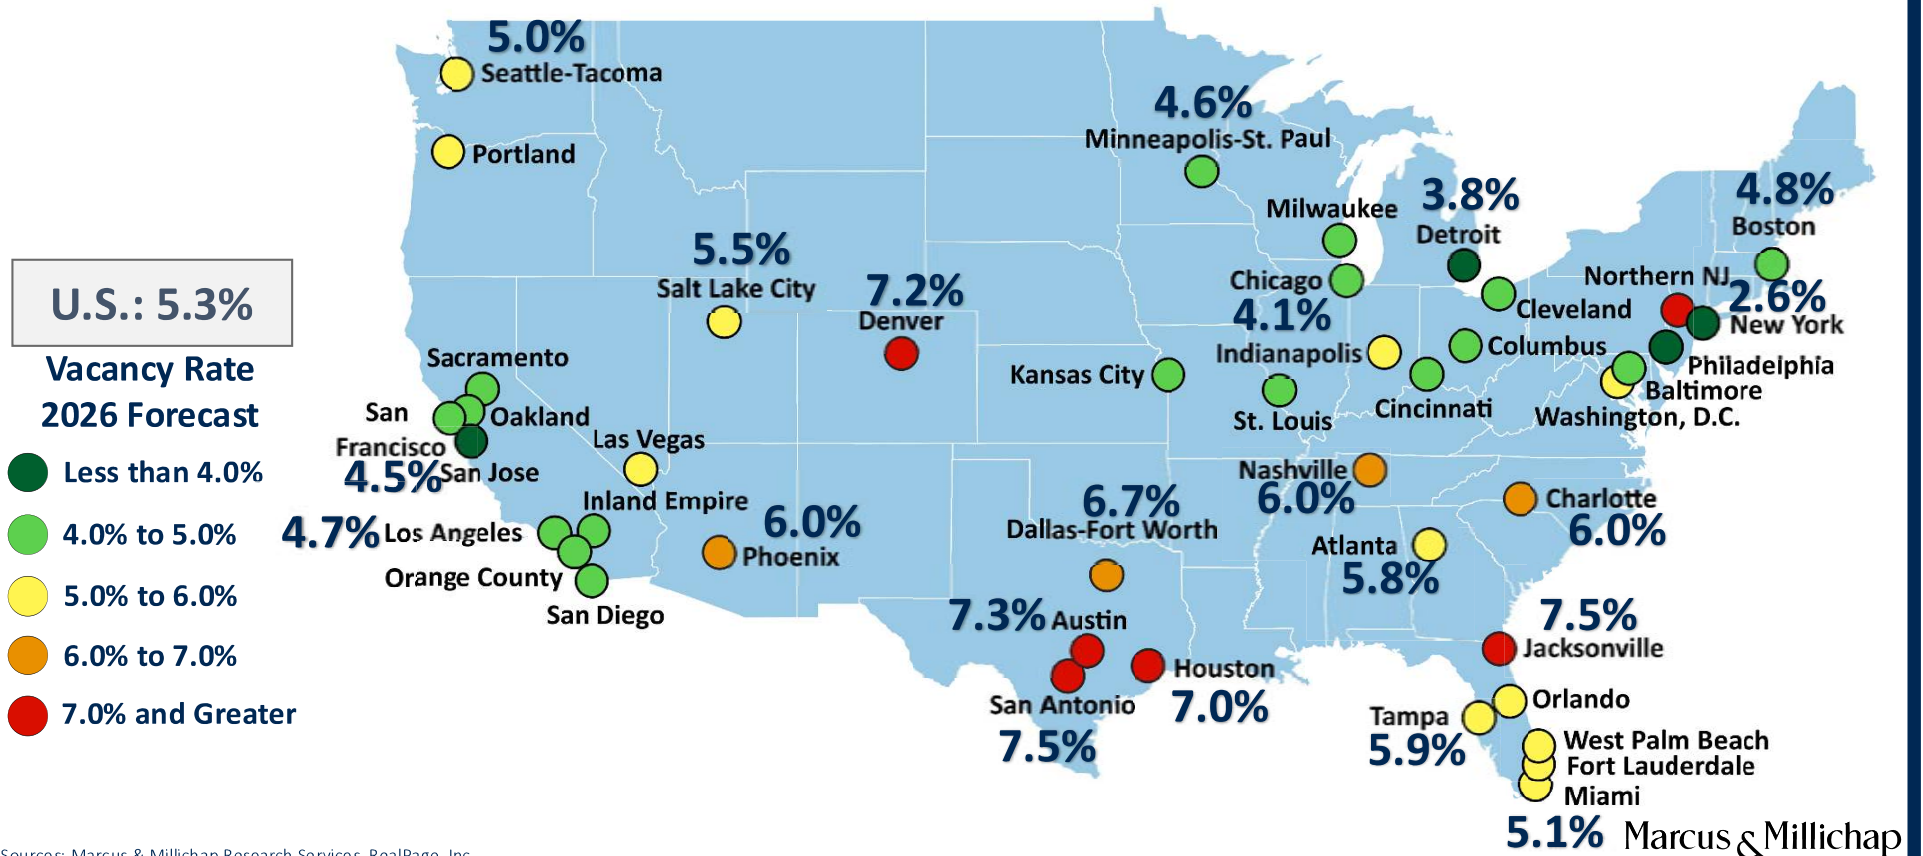 5.0%
Seattle-Tacoma
Portland
4.6%
Minneapolis-St. Paul
Milwaukee
3.8%
Detroit
4.8%
Boston
Chicago
4.1%
Northern NJ
2.6%
New York
Cleveland
5.5%
Salt Lake City
7.2%
Denver
U.S.: 5.3%
Vacancy Rate
2026 Forecast
Less than 4.0%
4.0% to 5.0%
5.0% to 6.0%
6.0% to 7.0%
7.0% and Greater
Sacramento
San
Francisco
4.5%
Oakland
San Jose
Las Vegas
Inland Empire
4.7%
Los Angeles
Orange County
San Diego
6.0%
Phoenix
Kansas City
Indianapolis
St. Louis
Columbus
Cincinnati
Philadelphia
Baltimore
Washington, D.C.
Nashville
6.0%
Charlotte
6.0%
6.7%
Dallas-Fort Worth
Atlanta
5.8%
7.3%
Austin
Houston
7.0%
San Antonio
7.5%
7.5%
Jacksonville
Orlando
Tampa
5.9%
West Palm Beach
Fort Lauderdale
Miami
5.1%
Marcus & Millichap
Sources: Marcus & Millichap Research Services, RealPage, Inc.